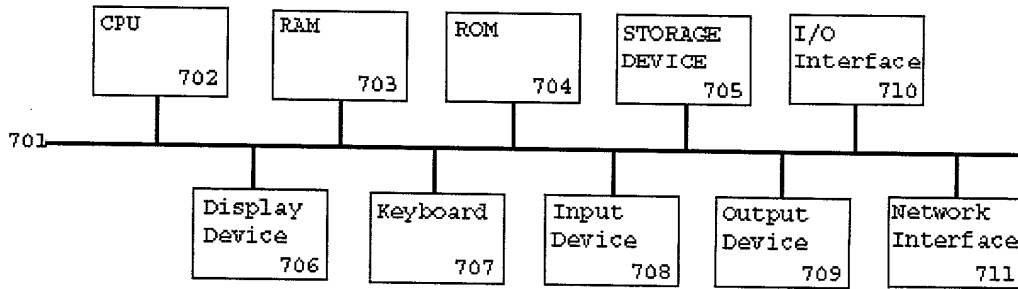 CPU
702
RAM
703
ROM
704
STORAGE
DEVICE
705
I/O
Interface
710
701
Display
Device
706
Keyboard
707
Input
Device
708
Output
Device
709
Network
Interface
711